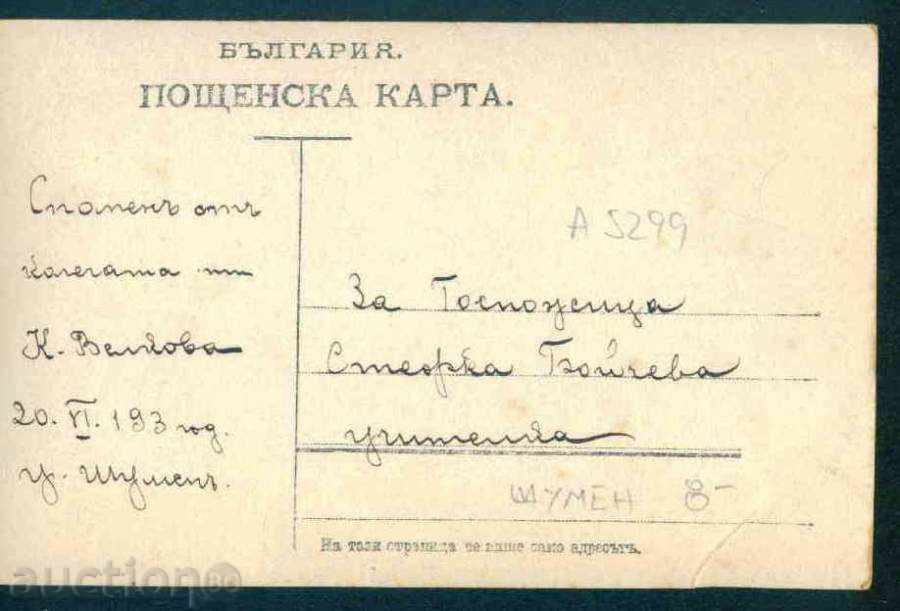 БЪЛГАРИЯ.
ПОЩЕНСКА КАРТА.
Споменъ отъ
колегата ти
К. Велкова
20. VI. 193 год.
гр. Шуменъ.
A 5299
За Госпожица
Стефка Бойчева
учителка
ШУМЕН 8-
На тази страница се пише само адресътъ.
auction.bg